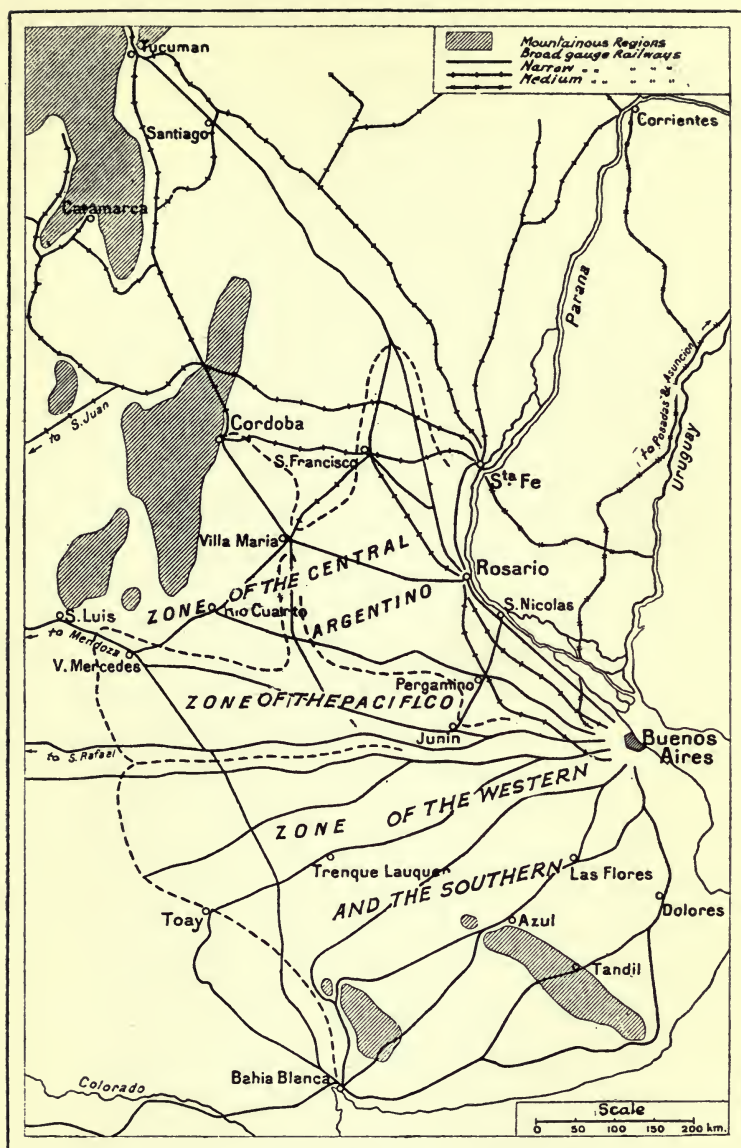 Tucuman
Mountainous Regions
Broad gauge Railways
Narrow " " " " "
Medium " " " " "
Santiago
Corrientes
Catamarca
Parana
to Posadas & Asuncion
to S. Juan
Cordoba
Uruguay
S. Francisco
Sta Fe
Villa Maria
ZONE OF THE CENTRAL
ARGENTINO
Rosario
S. Nicolas
S. Luis
Rio Cuarto
to Mendoza
V. Mercedes
Pergamino
ZONE OF THE PACIFICO
Junin
Buenos
Aires
to S. Rafael
ZONE OF THE WESTERN
Trenque Lauquen
Las Flores
AND THE SOUTHERN
Toay
Azul
Dolores
Tandil
Bahia Blanca
Colorado
Scale
0 50 100 150 200 km.